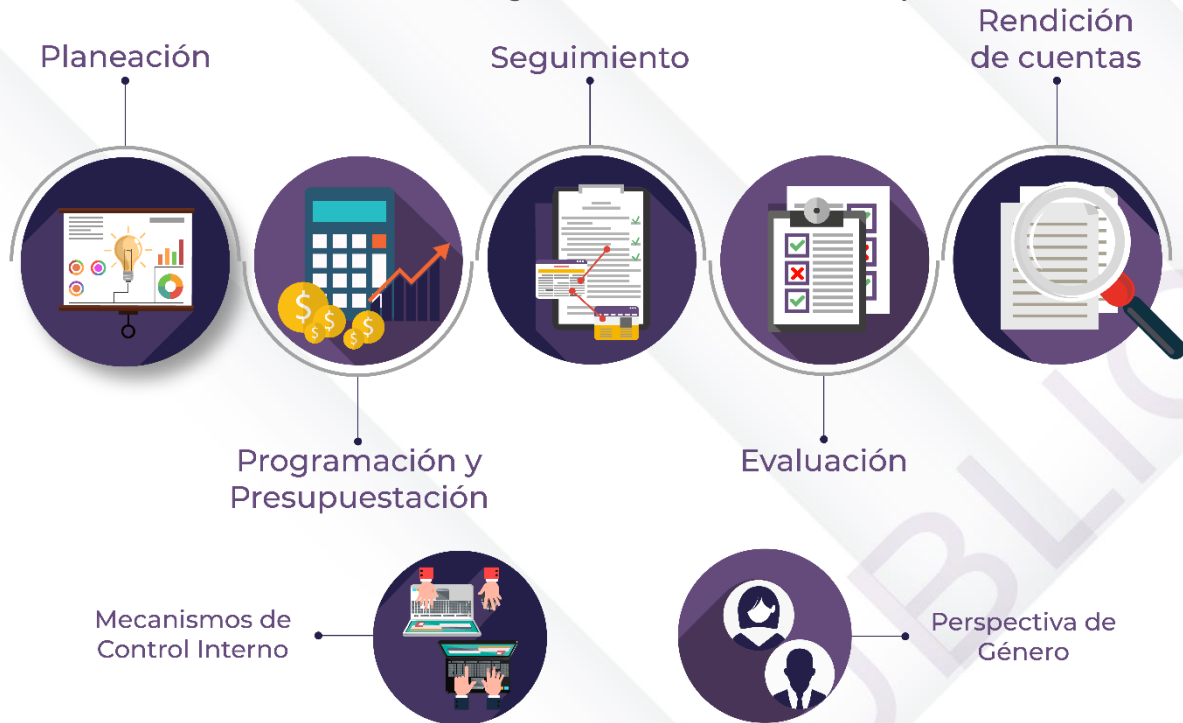 Planeación
Seguimiento
Rendición
de cuentas
Programación y
Presupuestación
Evaluación
Mecanismos de
Control Interno
Perspectiva de
Género